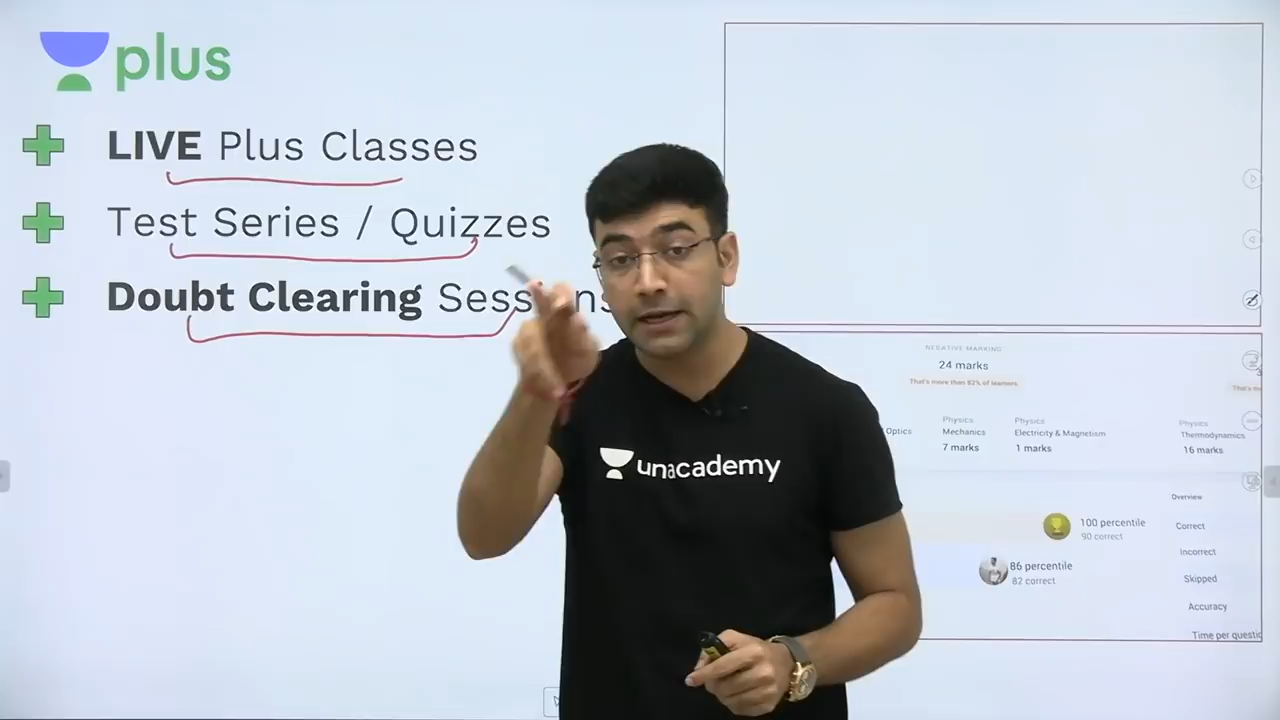 plus
LIVE Plus Classes
Test Series / Quizzes
Doubt Clearing
unacademy
NEGATIVE MARKING
24 marks
That's more than 82% of learners
Optics
Physics
Mechanics
7 marks
Physics
Electricity & Magnetism
1 marks
Physics
Thermodynamics
16 marks
100 percentile
90 correct
86 percentile
82 correct
Overview
Correct
Incorrect
Skipped
Accuracy
Time per